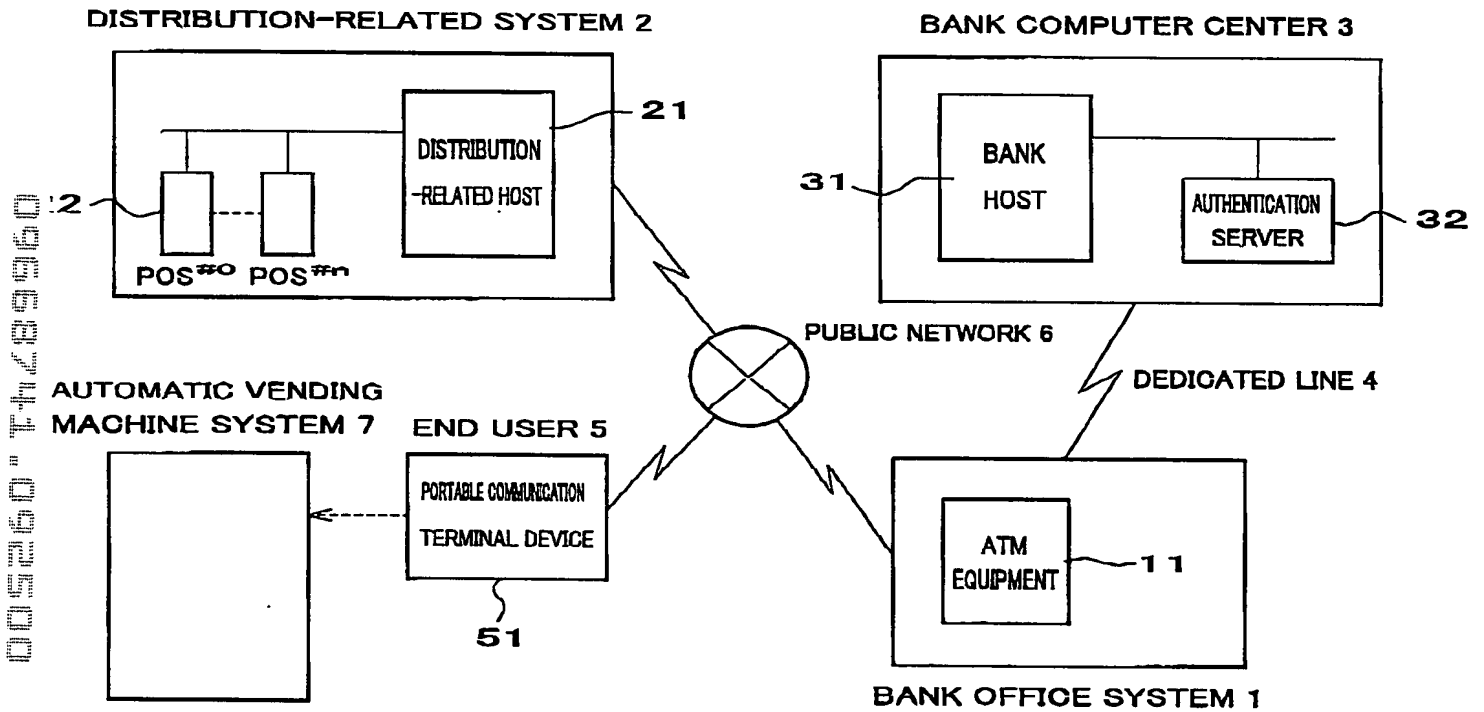 DISTRIBUTION-RELATED SYSTEM 2
BANK COMPUTER CENTER 3
21
DISTRIBUTION
-RELATED HOST
POS#0 POS#n
BANK
HOST
31
AUTHENTICATION
SERVER
32
PUBLIC NETWORK 6
DEDICATED LINE 4
AUTOMATIC VENDING
MACHINE SYSTEM 7
END USER 5
PORTABLE COMMUNICATION
TERMINAL DEVICE
51
ATM
EQUIPMENT
11
BANK OFFICE SYSTEM 1